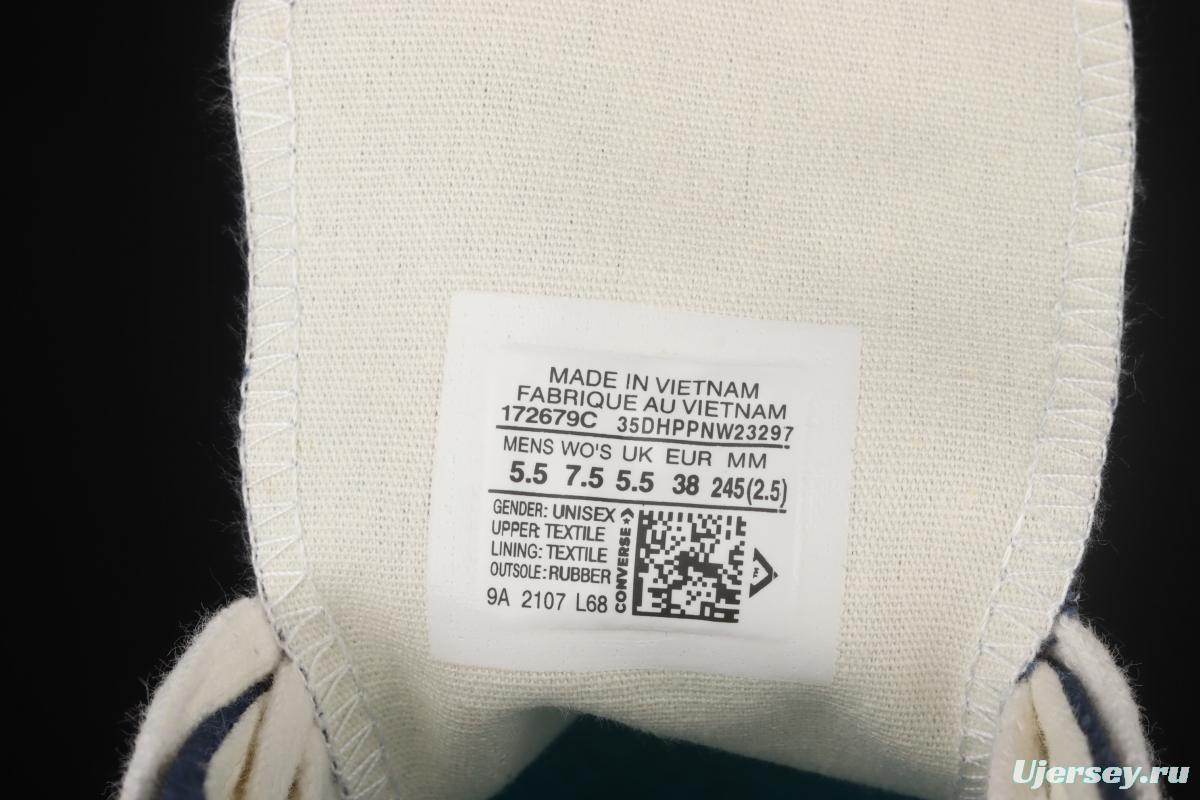 MADE IN VIETNAM
FABRIQUE AU VIETNAM
172679C 35DHPPNW23297
MENS WO'S UK EUR MM
5.5 7.5 5.5 38 245(2.5)
GENDER: UNISEX
UPPER: TEXTILE
LINING: TEXTILE
OUTSOLE: RUBBER
9A 2107 L68
CONVERSE
TM
Ujersey.ru